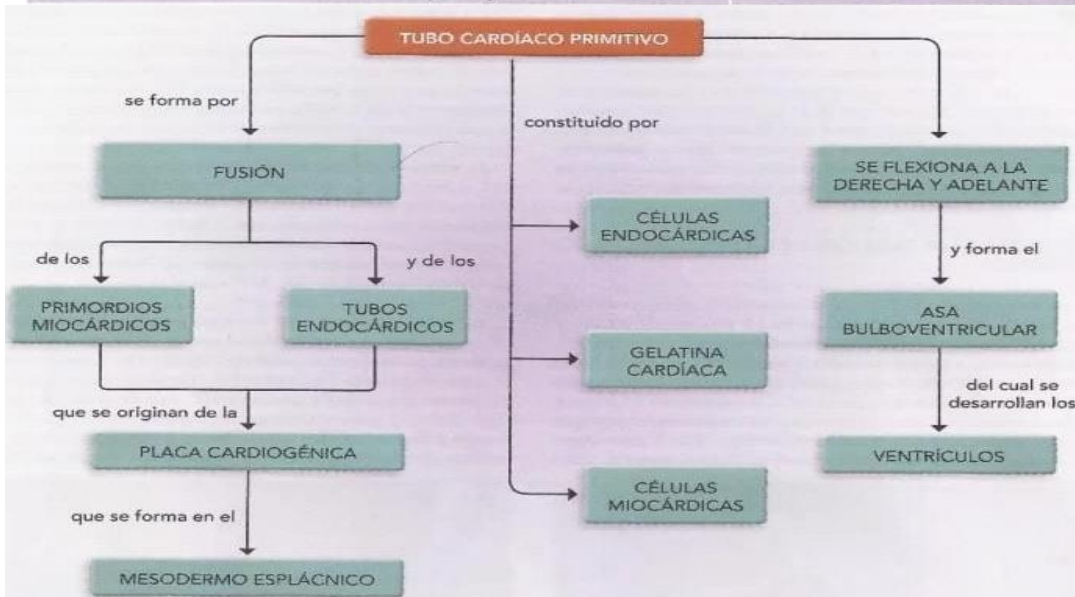 TUBO CARDÍACO PRIMITIVO
se forma por
FUSIÓN
de los
y de los
PRIMORDIOS
MIOCÁRDICOS
TUBOS
ENDOCÁRDICOS
que se originan de la
PLACA CARDIOGÉNICA
que se forma en el
MESODERMO ESPLÁCNICO
constituido por
CÉLULAS
ENDOCÁRDICAS
GELATINA
CARDÍACA
CÉLULAS
MIOCÁRDICAS
SE FLEXIONA A LA
DERECHA Y ADELANTE
y forma el
ASA
BULBOVENTRICULAR
del cual se
desarrollan los
VENTRÍCULOS